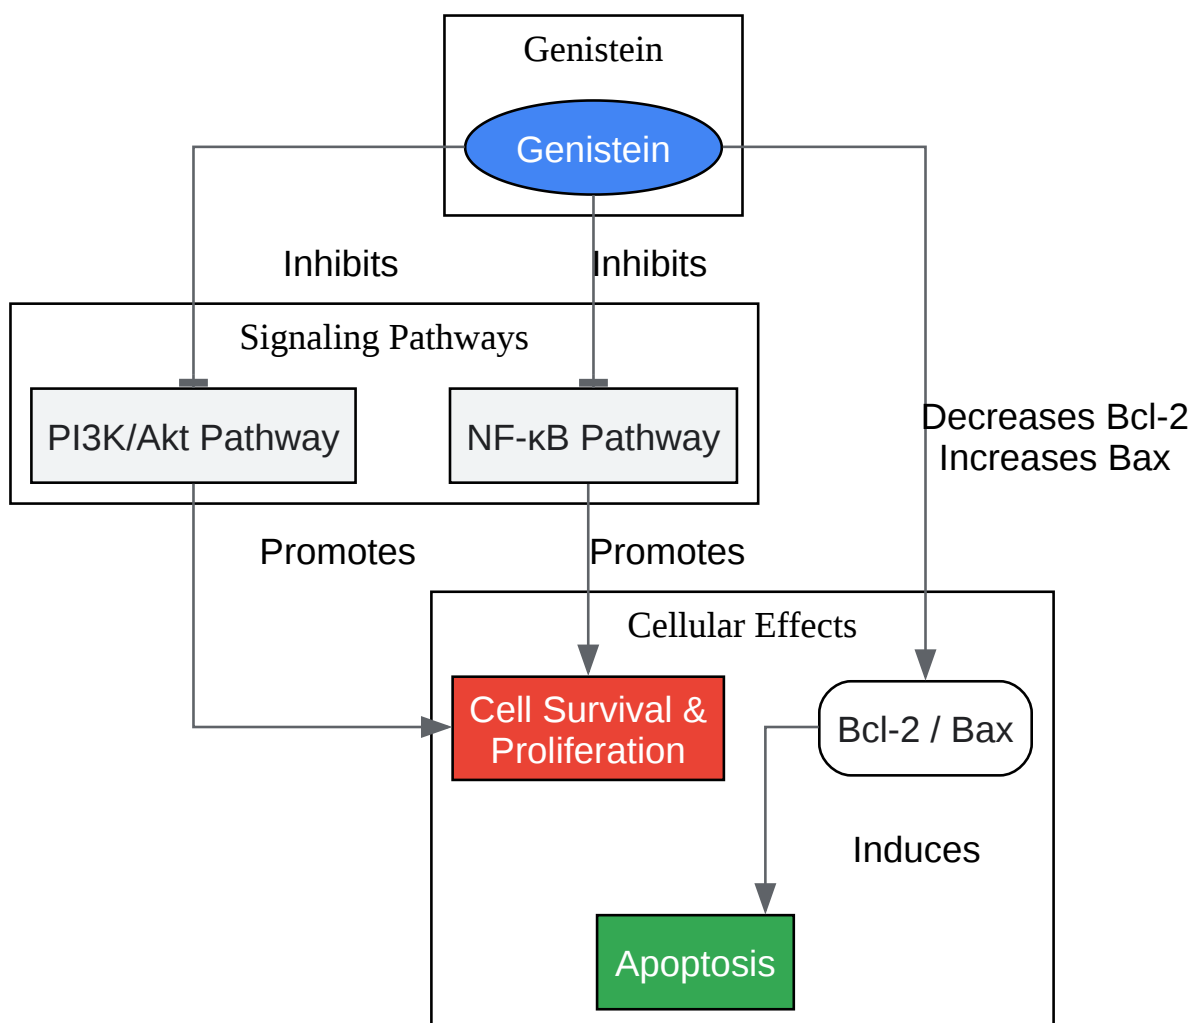 Genistein
Genistein
Inhibits
Inhibits
Signaling Pathways
PI3K/Akt Pathway
NF-κB Pathway
Decreases Bcl-2
Increases Bax
Promotes
Promotes
Cellular Effects
Cell Survival &
Proliferation
Bcl-2 / Bax
Induces
Apoptosis